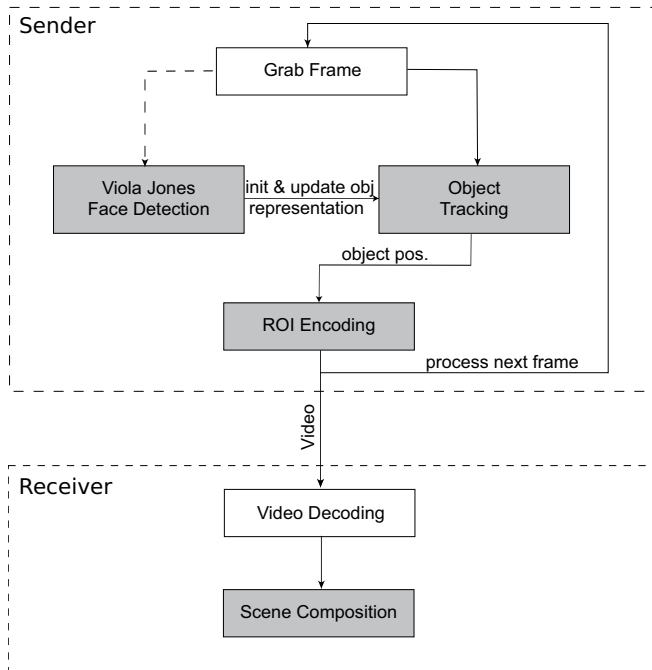 Sender
Grab Frame
Viola Jones
Face Detection
init & update obj
representation
Object
Tracking
object pos.
ROI Encoding
process next frame
Video
Receiver
Video Decoding
Scene Composition